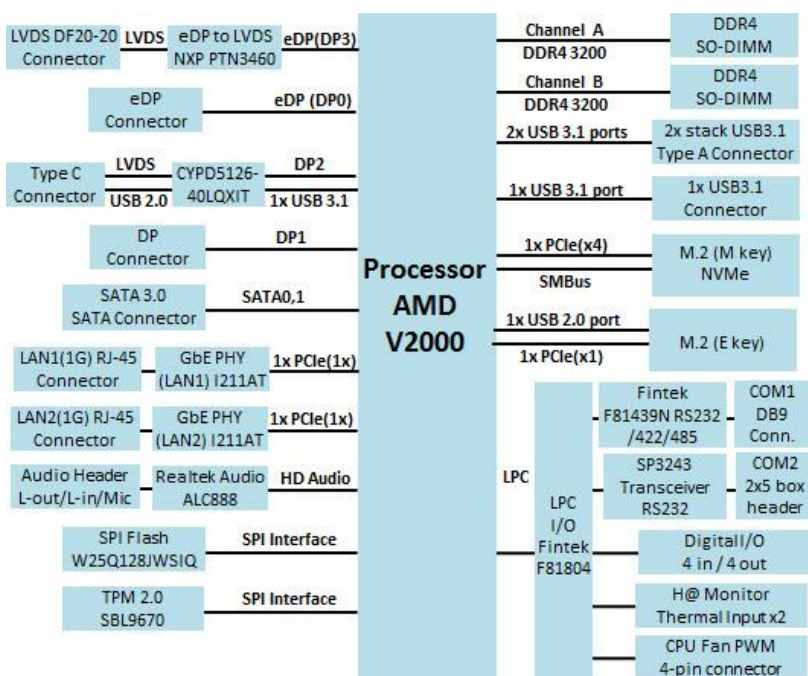 LVDS DF20-20
Connector
LVDS
eDP to LVDS
NXP PTN3460
eDP(DP3)
eDP
Connector
eDP (DP0)
Type C
Connector
LVDS
USB 2.0
CYPD5126-
40LQXIT
DP2
1x USB 3.1
DP
Connector
DP1
SATA 3.0
SATA Connector
SATA0,1
LAN1(1G) RJ-45
Connector
GbE PHY
(LAN1) I211AT
1x PCIe(1x)
LAN2(1G) RJ-45
Connector
GbE PHY
(LAN2) I211AT
1x PCIe(1x)
Audio Header
L-out/L-in/Mic
Realtek Audio
ALC888
HD Audio
SPI Flash
W25Q128JWSIQ
SPI Interface
TPM 2.0
SBL9670
SPI Interface
Processor
AMD
V2000
Channel A
DDR4 3200
DDR4
SO-DIMM
Channel B
DDR4 3200
DDR4
SO-DIMM
2x USB 3.1 ports
2x stack USB3.1
Type A Connector
1x USB 3.1 port
1x USB3.1
Connector
1x PCIe(x4)
SMBus
M.2 (M key)
NVMe
1x USB 2.0 port
1x PCIe(x1)
M.2 (E key)
LPC
LPC
I/O
Fintek
F81804
Fintek
F81439N RS232
/422/485
COM1
DB9
Conn.
SP3243
Transceiver
RS232
COM2
2x5 box
header
DigitalI/O
4 in / 4 out
H@ Monitor
Thermal Input x2
CPU Fan PWM
4-pin connector